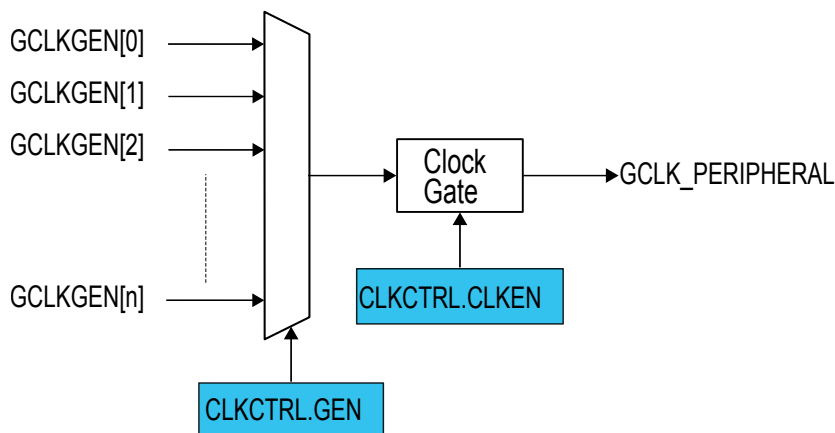 GCLKGEN[0]
GCLKGEN[1]
GCLKGEN[2]
Clock
Gate
GCLK_PERIPHERAL
GCLKGEN[n]
CLKCTRL.CLKEN
CLKCTRL.GEN